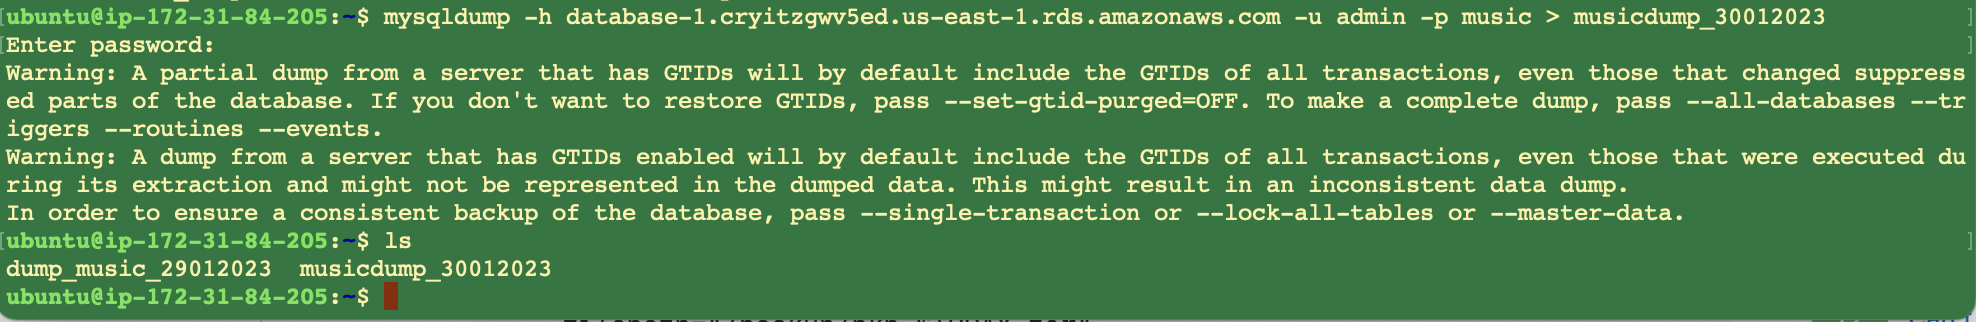 ubuntu@ip-172-31-84-205:~$ mysqldump -h database-1.cryitzgwv5ed.us-east-1.rds.amazonaws.com -u admin -p music > musicdump_30012023
Enter password:
Warning: A partial dump from a server that has GTIDs will by default include the GTIDs of all transactions, even those that changed suppress
ed parts of the database. If you don't want to restore GTIDs, pass --set-gtid-purged=OFF. To make a complete dump, pass --all-databases --tr
iggers --routines --events.
Warning: A dump from a server that has GTIDs enabled will by default include the GTIDs of all transactions, even those that were executed du
ring its extraction and might not be represented in the dumped data. This might result in an inconsistent data dump.
In order to ensure a consistent backup of the database, pass --single-transaction or --lock-all-tables or --master-data.
ubuntu@ip-172-31-84-205:~$ ls
dump_music_29012023  musicdump_30012023
ubuntu@ip-172-31-84-205:~$